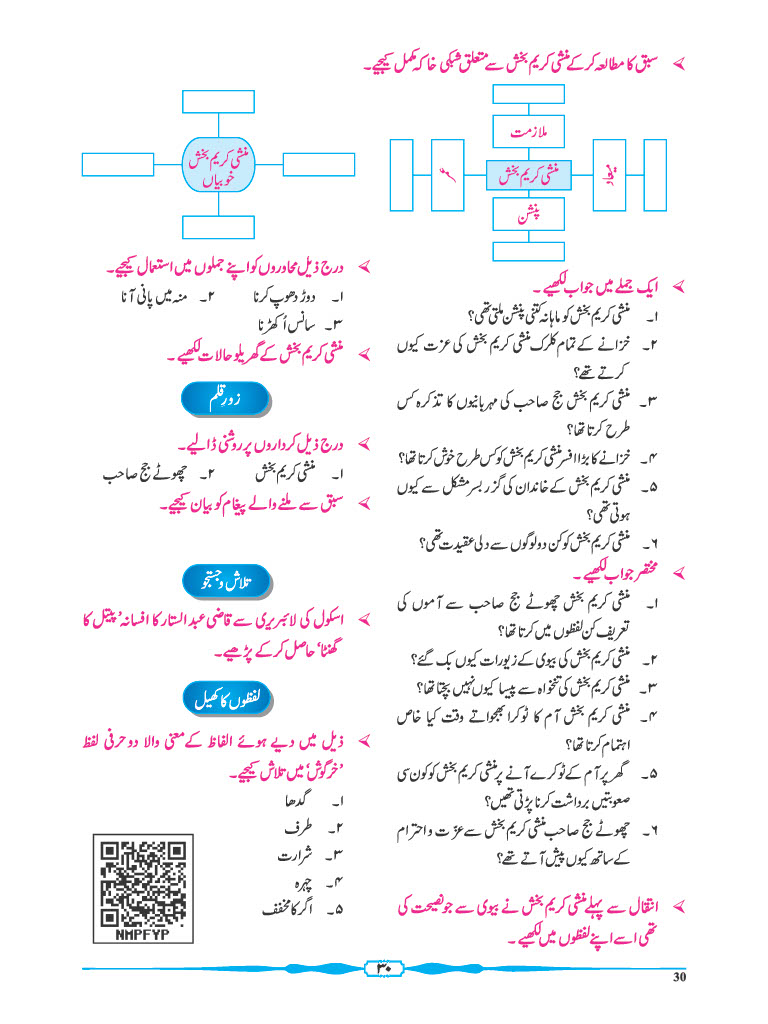 سبق کا مطالعہ کرکے منشی کریم بخش سے متعلق شبکی خاکہ مکمل کیجیے۔
ملازمت
میعاد
منشی کریم بخش
عمر
پنشن
ایک جملے میں جواب لکھیے۔
۱۔ منشی کریم بخش کو ماہانہ کتنی پنشن ملتی تھی؟
۲۔ خزانے کے تمام کلرک منشی کریم بخش کی عزت کیوں
کرتے تھے؟
۳۔ منشی کریم بخش جج صاحب کی مہربانیوں کا تذکرہ کس
طرح کرتا تھا؟
۴۔ خزانے کا بڑا افسر منشی کریم بخش کو کس طرح خوش کرتا تھا؟
۵۔ منشی کریم بخش کے خاندان کی گزر بسر مشکل سے کیوں
ہوتی تھی؟
۶۔ منشی کریم بخش کو کن دو لوگوں سے دلی عقیدت تھی؟
مختصر جواب لکھیے۔
۱۔ منشی کریم بخش چھوٹے جج صاحب سے آموں کی
تعریف کن لفظوں میں کرتا تھا؟
۲۔ منشی کریم بخش کی بیوی کے زیورات کیوں بک گئے؟
۳۔ منشی کریم بخش کی تنخواہ سے پیسا کیوں نہیں بچتا تھا؟
۴۔ منشی کریم بخش آم کا ٹوکرا بھجواتے وقت کیا خاص
اہتمام کرتا تھا؟
۵۔ گھر پر آم کے ٹوکرے آنے پر منشی کریم بخش کو کون سی
صعوبتیں برداشت کرنا پڑتی تھیں؟
۶۔ چھوٹے جج صاحب منشی کریم بخش سے عزّت و احترام
کے ساتھ کیوں پیش آتے تھے؟
انتقال سے پہلے منشی کریم بخش نے بیوی سے جو نصیحت کی
تھی اسے اپنے لفظوں میں لکھیے۔
منشی کریم بخش
خوبیاں
درج ذیل محاوروں کو اپنے جملوں میں استعمال کیجیے۔
۱۔ دوڑ دھوپ کرنا ۲۔ منہ میں پانی آنا
۳۔ سانس اُکھڑنا
منشی کریم بخش کے گھریلو حالات لکھیے۔
زورِ قلم
درج ذیل کرداروں پر روشنی ڈالیے۔
۱۔ منشی کریم بخش ۲۔ چھوٹے جج صاحب
سبق سے ملنے والے پیغام کو بیان کیجیے۔
تلاش و جستجو
اسکول کی لائبریری سے قاضی عبدالستار کا افسانہ ’پیتل کا
گھنٹا‘ حاصل کرکے پڑھیے۔
لفظوں کا کھیل
ذیل میں دیے ہوئے الفاظ کے معنی والا دو حرفی لفظ
’خرگوش‘ میں تلاش کیجیے۔
۱۔ گدھا
۲۔ طرف
۳۔ شرارت
۴۔ چہرہ
۵۔ اگر کا مخفف
NMPFYP
۳۰
30